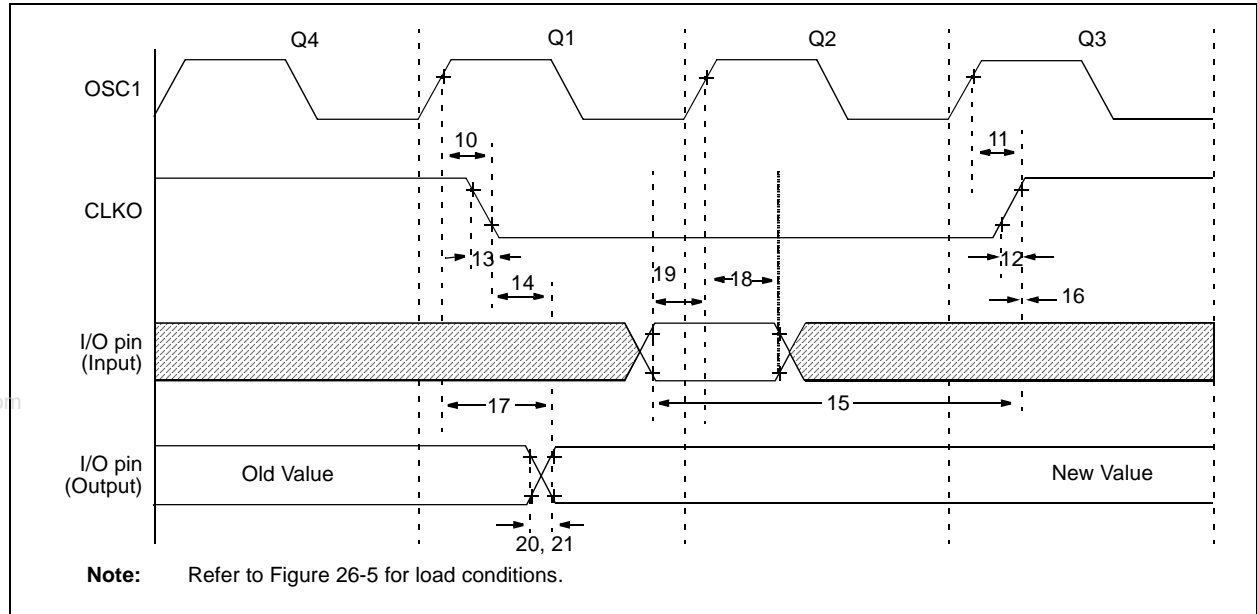 Q4 Q1 Q2 Q3
OSC1
10 11
CLKO
13 19 18 12
14 16
I/O pin
(Input)
17 15
om
I/O pin
(Output)
Old Value New Value
20, 21
Note: Refer to Figure 26-5 for load conditions.